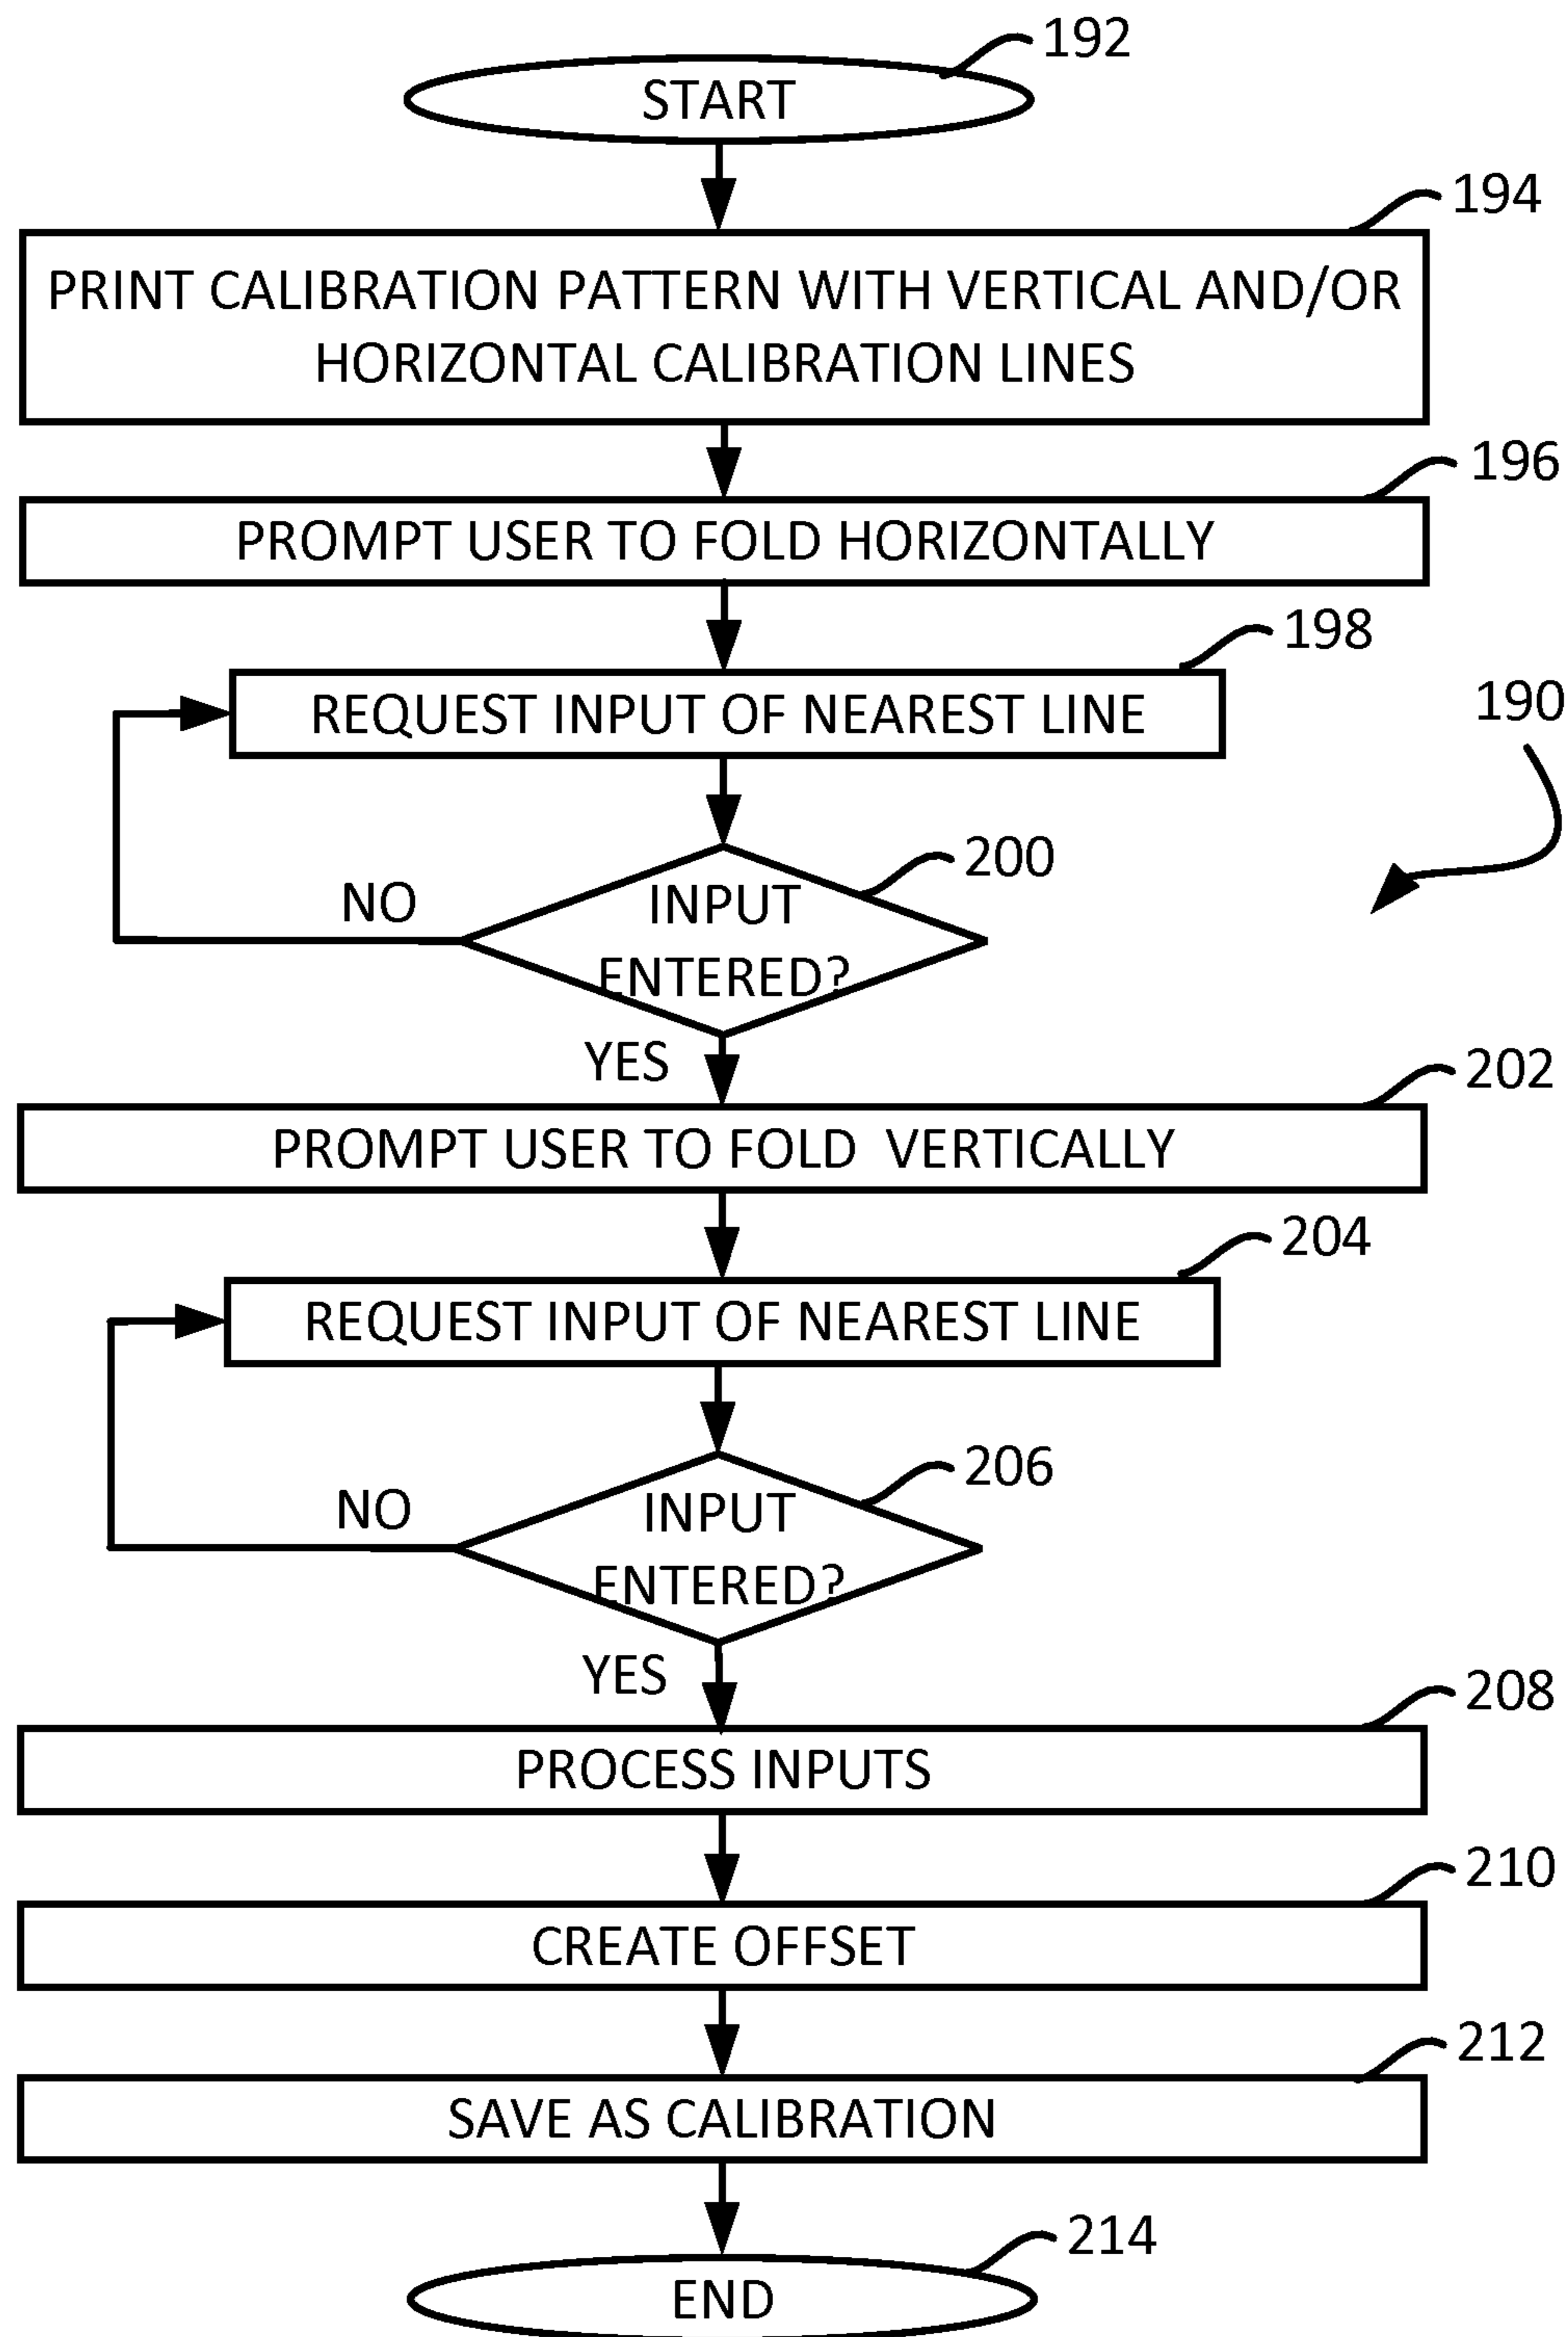 192
START
194
PRINT CALIBRATION PATTERN WITH VERTICAL AND/OR
HORIZONTAL CALIBRATION LINES
196
PROMPT USER TO FOLD HORIZONTALLY
198
REQUEST INPUT OF NEAREST LINE
190
200
NO
INPUT
ENTERED?
YES
202
PROMPT USER TO FOLD VERTICALLY
204
REQUEST INPUT OF NEAREST LINE
206
NO
INPUT
ENTERED?
YES
208
PROCESS INPUTS
210
CREATE OFFSET
212
SAVE AS CALIBRATION
214
END